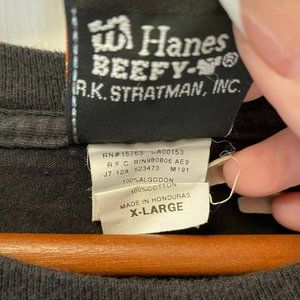 Hanes
BEEFY-
R.K. STRATMAN, INC.
RN#15763 CA00153
R.F.C. RIN980806 AE9
J7 12A 523473 M191
100%ALGODON
100%COTTON
MADE IN HONDURAS
X-LARGE